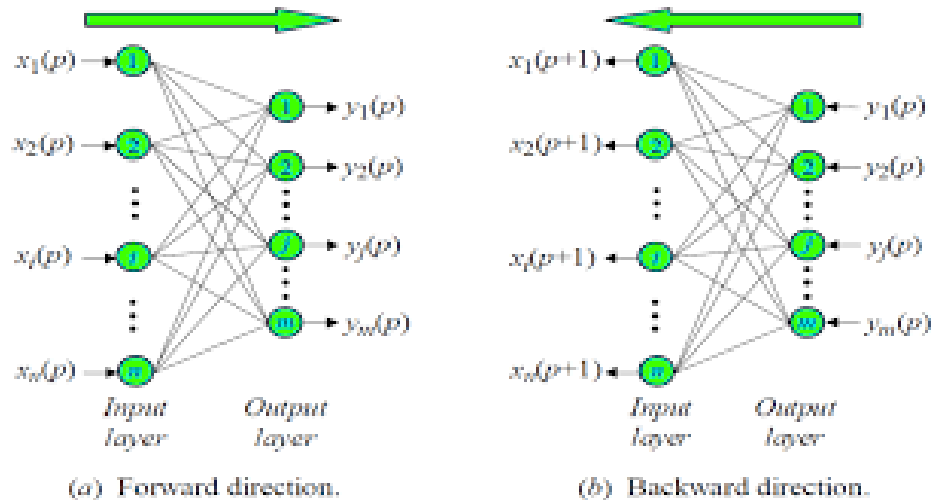 x1(p) 1 1 y1(p)
x2(p) 2 2 y2(p)
xi(p) i j yj(p)
m ym(p)
xn(p) n
Input layer
Output layer
(a) Forward direction.
x1(p+1) 1 1 y1(p)
x2(p+1) 2 2 y2(p)
xi(p+1) i j yj(p)
m ym(p)
xn(p+1) n
Input layer
Output layer
(b) Backward direction.